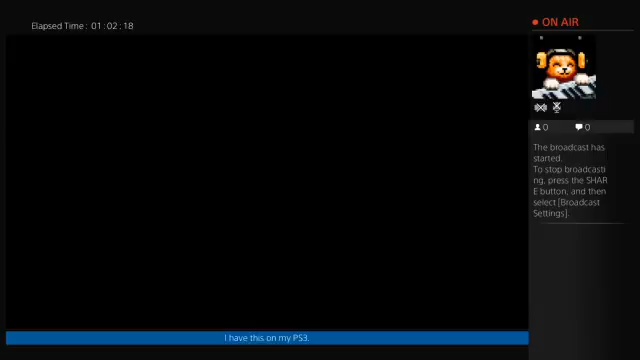 Elapsed Time : 01 : 02 : 18
ON AIR
0 0
The broadcast has
started.
To stop broadcasti
ng, press the SHAR
E button, and then
select [Broadcast
Settings].
I have this on my PS3.